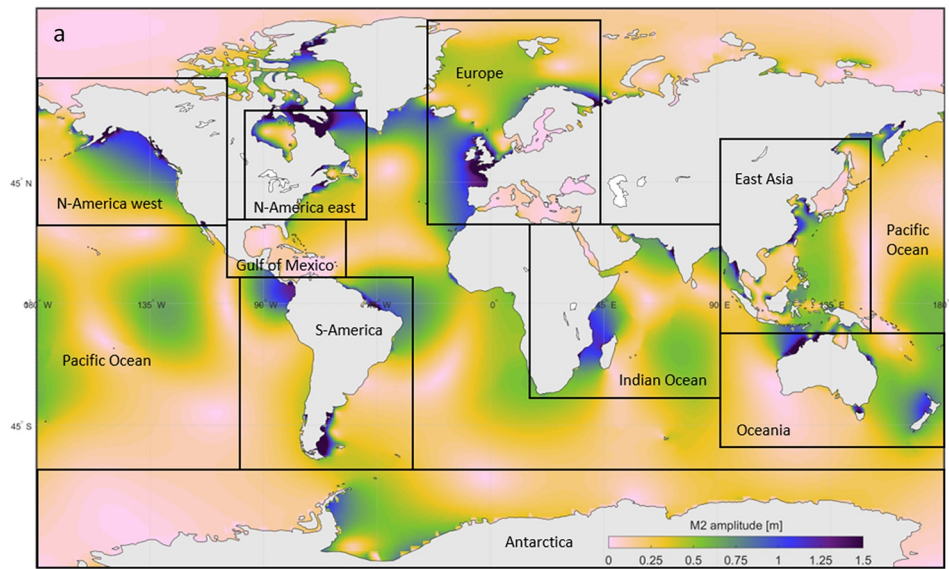 a
Europe
45° N
N-America west
N-America east
East Asia
Pacific
Ocean
Gulf of Mexico
180° W
135° W
90° W
45° W
0°
45° E
90° E
135° E
180°
S-America
Pacific Ocean
Indian Ocean
45° S
Oceania
Antarctica
M2 amplitude [m]
0 0.25 0.5 0.75 1 1.25 1.5